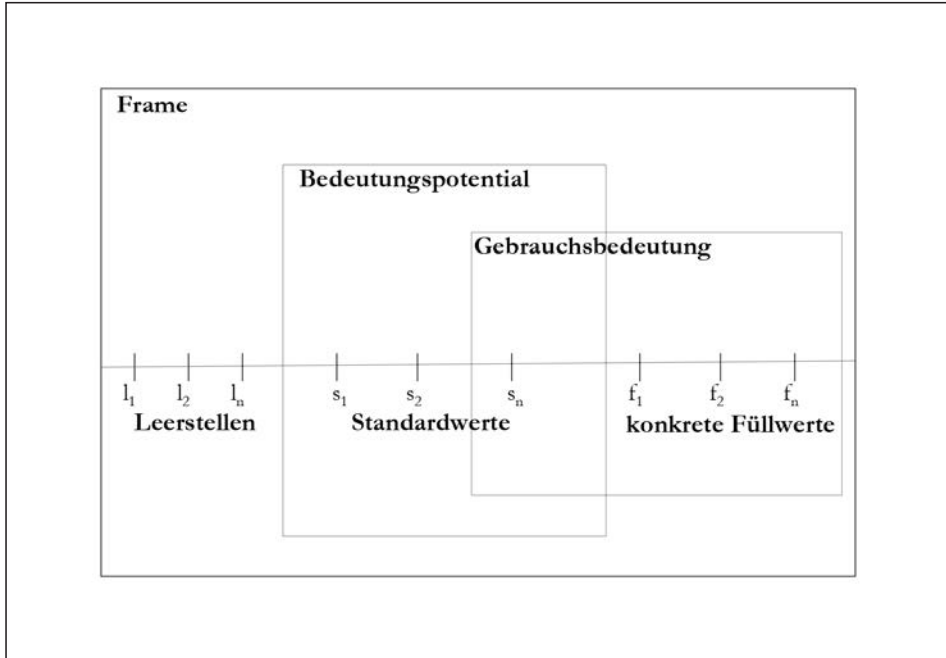 Frame
Bedeutungspotential
Gebrauchsbedeutung
l₁ l₂ lₙ s₁ s₂ sₙ f₁ f₂ fₙ
Leerstellen Standardwerte konkrete Füllwerte